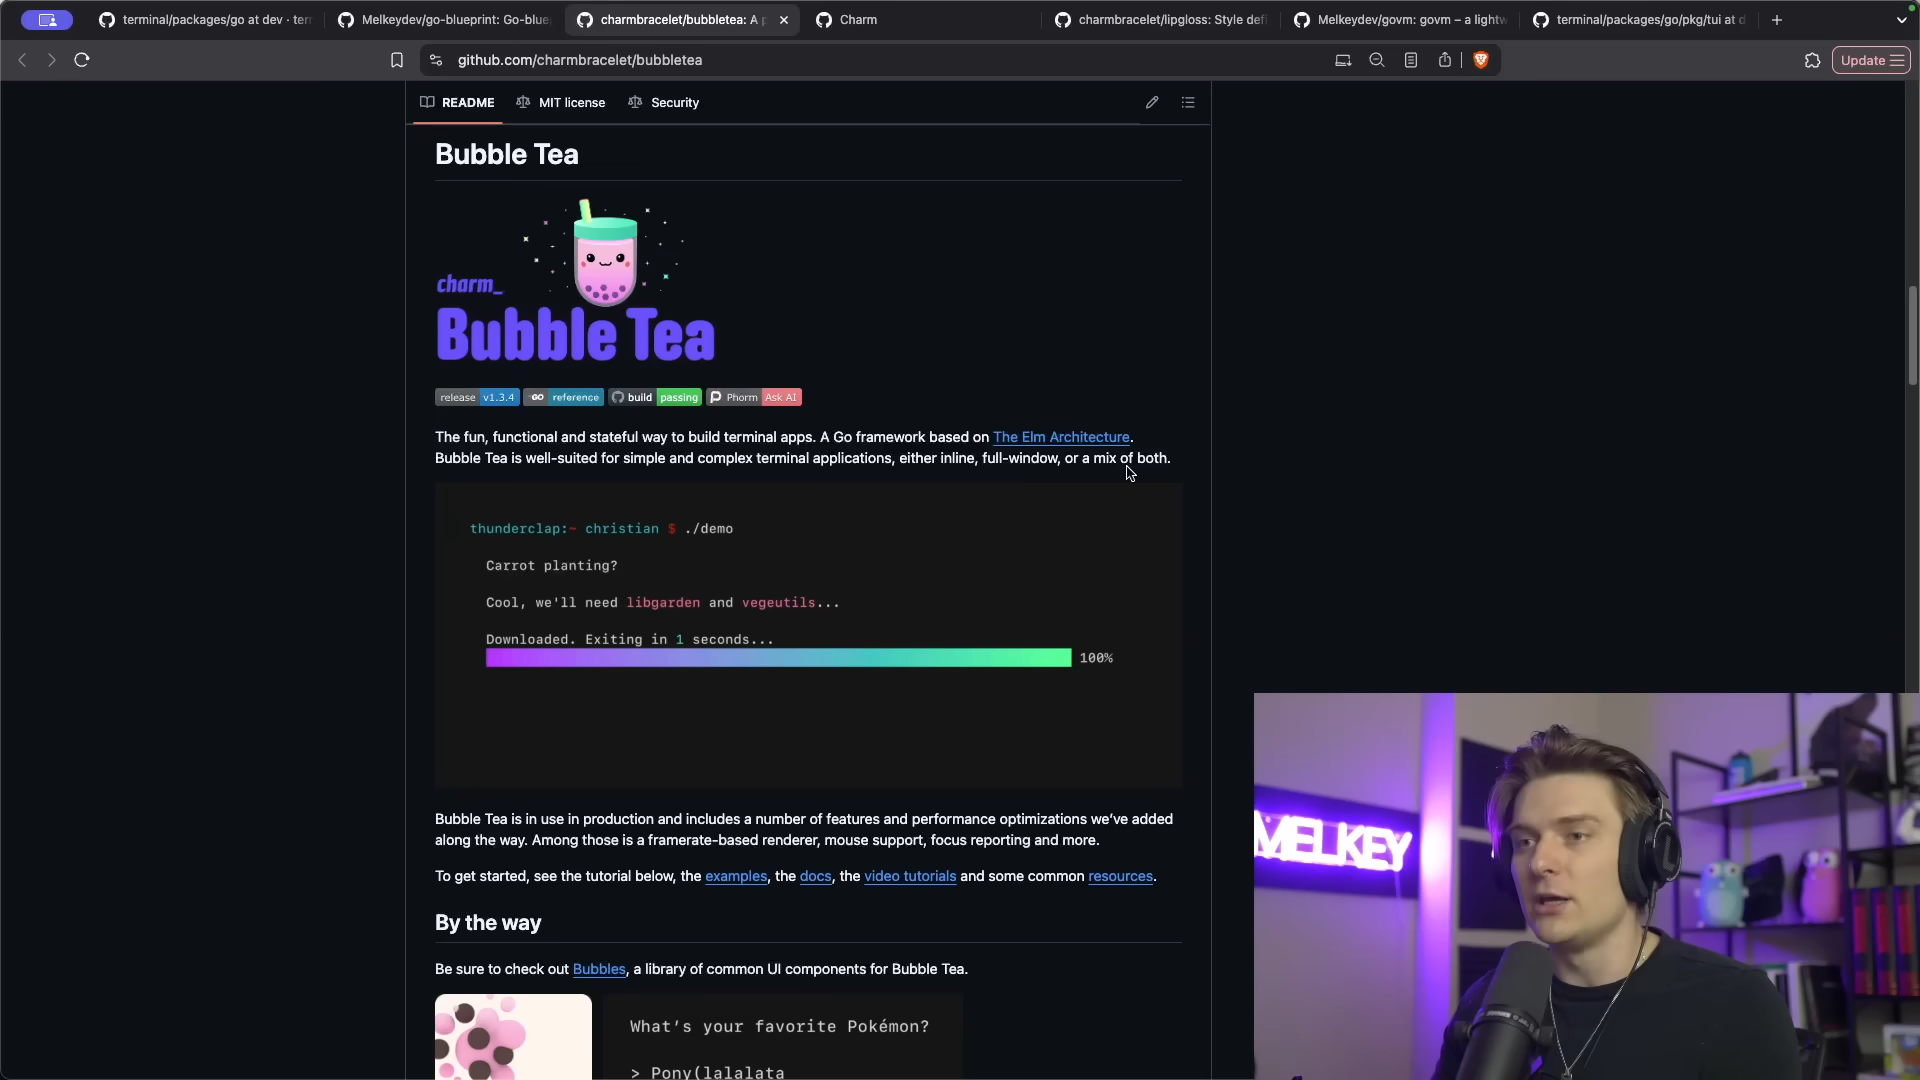 terminal/packages/go at dev · terr
Melkeydev/go-blueprint: Go-blue
charmbracelet/bubbletea: A p
Charm
charmbracelet/lipgloss: Style defi
Melkeydev/govm: govm – a lightw
terminal/packages/go/pkg/tui at d
github.com/charmbracelet/bubbletea
Update
README
MIT license
Security
Bubble Tea
charm_
Bubble Tea
release v1.3.4
GO reference
build passing
Phorm Ask AI
The fun, functional and stateful way to build terminal apps. A Go framework based on The Elm Architecture.
Bubble Tea is well-suited for simple and complex terminal applications, either inline, full-window, or a mix of both.
thunderclap:~ christian $ ./demo
Carrot planting?
Cool, we'll need libgarden and vegeutils...
Downloaded. Exiting in 1 seconds...
100%
Bubble Tea is in use in production and includes a number of features and performance optimizations we’ve added
along the way. Among those is a framerate-based renderer, mouse support, focus reporting and more.
To get started, see the tutorial below, the examples, the docs, the video tutorials and some common resources.
By the way
Be sure to check out Bubbles, a library of common UI components for Bubble Tea.
What’s your favorite Pokémon?
> Pony(lalalata
MELKEY